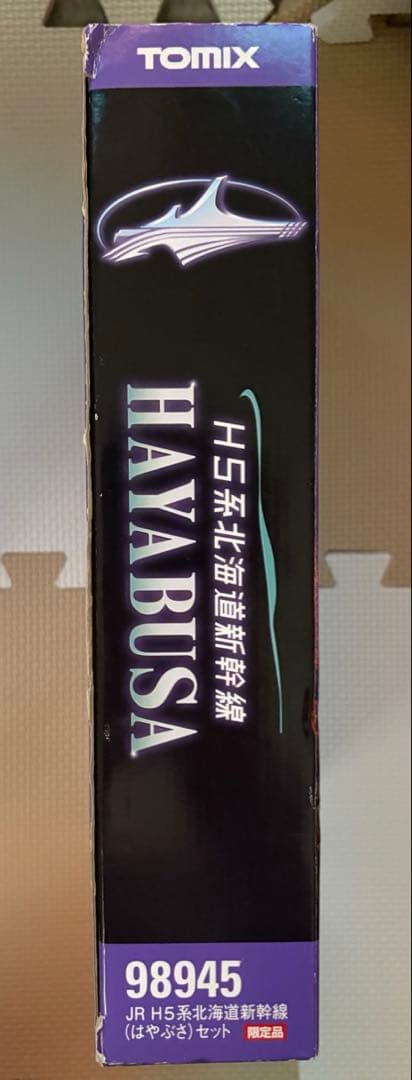 TOMIX
H5系北海道新幹線
HAYABUSA
98945
JR H5系北海道新幹線
(はやぶさ)セット 限定品